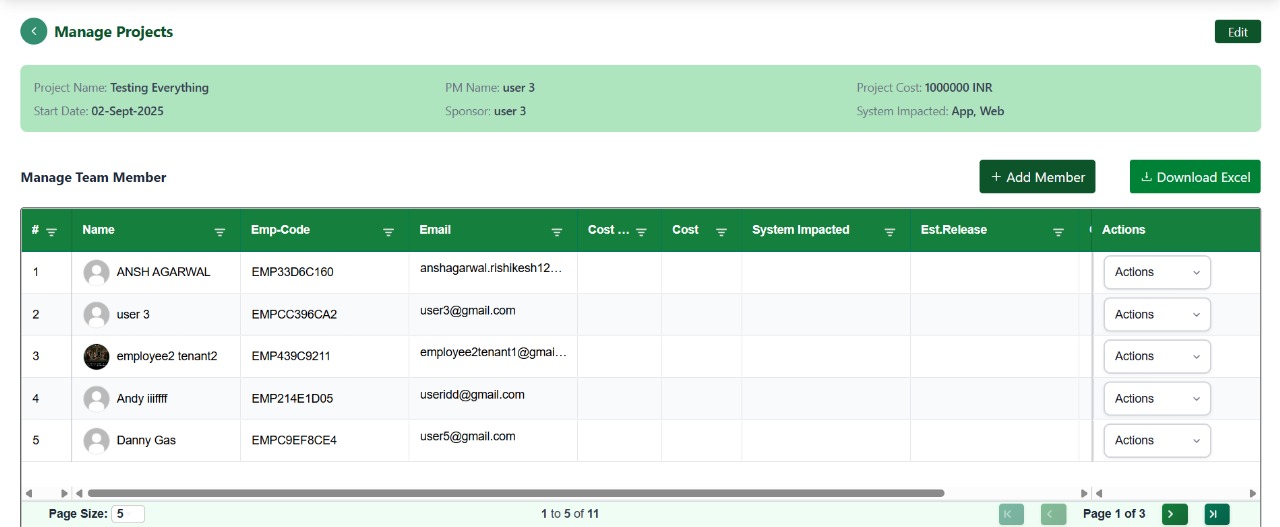 Manage Projects
Edit
Project Name: Testing Everything PM Name: user 3 Project Cost: 1000000 INR
Start Date: 02-Sept-2025 Sponsor: user 3 System Impacted: App, Web
Manage Team Member
+ Add Member
Download Excel
# Name Emp-Code Email Cost ... Cost System Impacted Est.Release Actions
1 ANSH AGARWAL EMP33D6C160 anshagarwal.rishikesh12... Actions
2 user 3 EMPCC396CA2 user3@gmail.com Actions
3 employee2 tenant2 EMP439C9211 employee2tenant1@gmai... Actions
4 Andy iiiffff EMP214E1D05 useridd@gmail.com Actions
5 Danny Gas EMPC9EF8CE4 user5@gmail.com Actions
Page Size: 5 1 to 5 of 11 Page 1 of 3